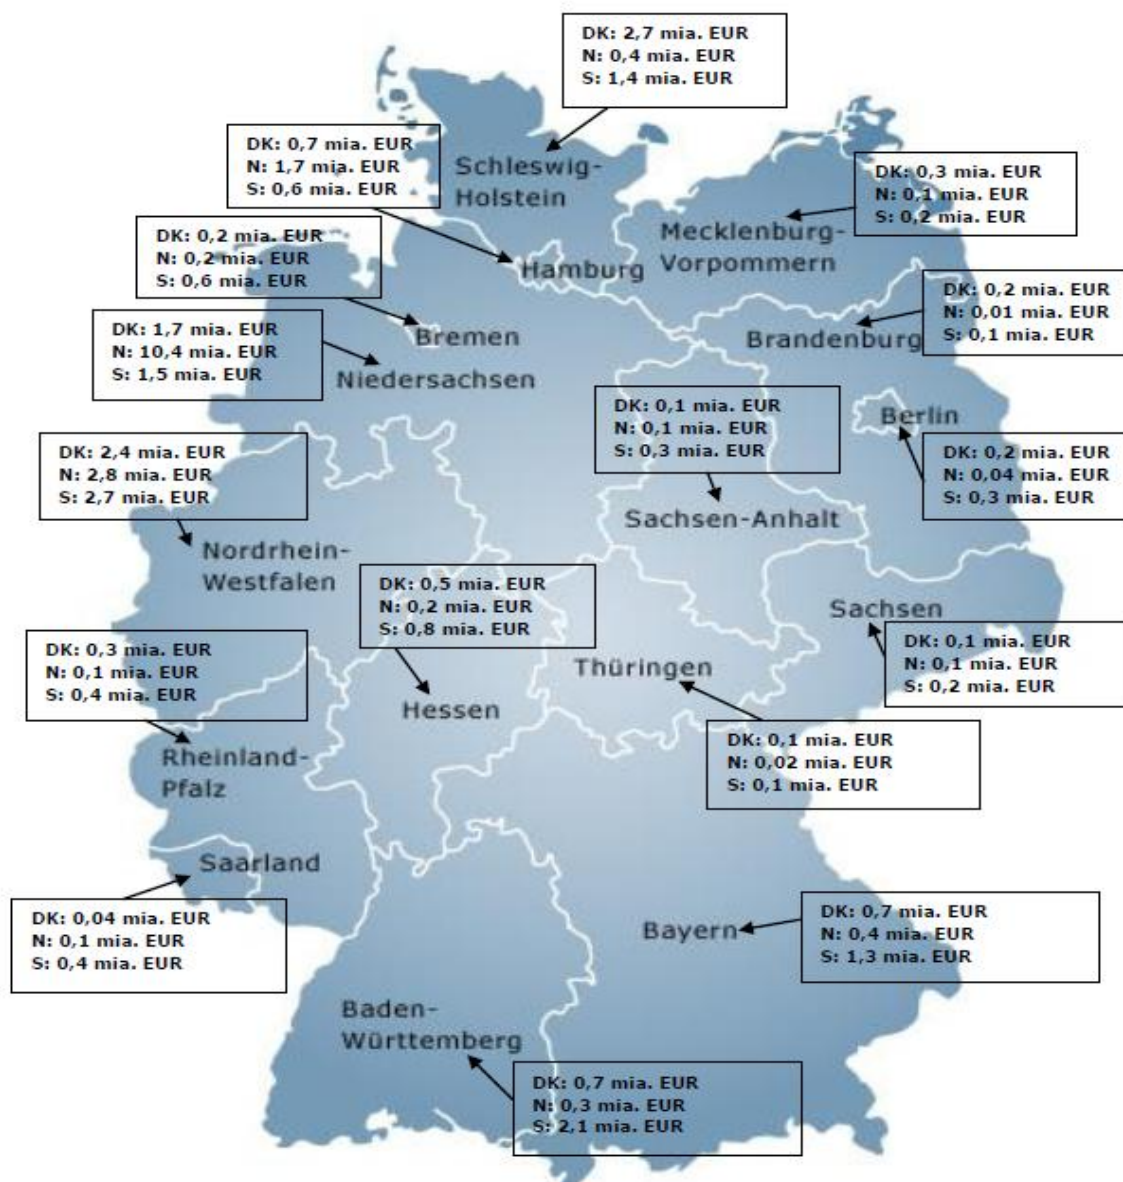 DK: 2,7 mia. EUR
N: 0,4 mia. EUR
S: 1,4 mia. EUR
Schleswig-
Holstein
DK: 0,7 mia. EUR
N: 1,7 mia. EUR
S: 0,6 mia. EUR
Hamburg
DK: 0,3 mia. EUR
N: 0,1 mia. EUR
S: 0,2 mia. EUR
Mecklenburg-
Vorpommern
DK: 0,2 mia. EUR
N: 0,2 mia. EUR
S: 0,6 mia. EUR
Bremen
DK: 0,2 mia. EUR
N: 0,01 mia. EUR
S: 0,1 mia. EUR
Brandenburg
DK: 1,7 mia. EUR
N: 10,4 mia. EUR
S: 1,5 mia. EUR
Niedersachsen
DK: 0,1 mia. EUR
N: 0,1 mia. EUR
S: 0,3 mia. EUR
Sachsen-Anhalt
Berlin
DK: 0,2 mia. EUR
N: 0,04 mia. EUR
S: 0,3 mia. EUR
DK: 2,4 mia. EUR
N: 2,8 mia. EUR
S: 2,7 mia. EUR
Nordrhein-
Westfalen
DK: 0,5 mia. EUR
N: 0,2 mia. EUR
S: 0,8 mia. EUR
Hessen
Sachsen
DK: 0,1 mia. EUR
N: 0,1 mia. EUR
S: 0,2 mia. EUR
DK: 0,3 mia. EUR
N: 0,1 mia. EUR
S: 0,4 mia. EUR
Rheinland-
Pfalz
Thüringen
DK: 0,1 mia. EUR
N: 0,02 mia. EUR
S: 0,1 mia. EUR
Saarland
DK: 0,04 mia. EUR
N: 0,1 mia. EUR
S: 0,4 mia. EUR
Bayern
DK: 0,7 mia. EUR
N: 0,4 mia. EUR
S: 1,3 mia. EUR
Baden-
Württemberg
DK: 0,7 mia. EUR
N: 0,3 mia. EUR
S: 2,1 mia. EUR